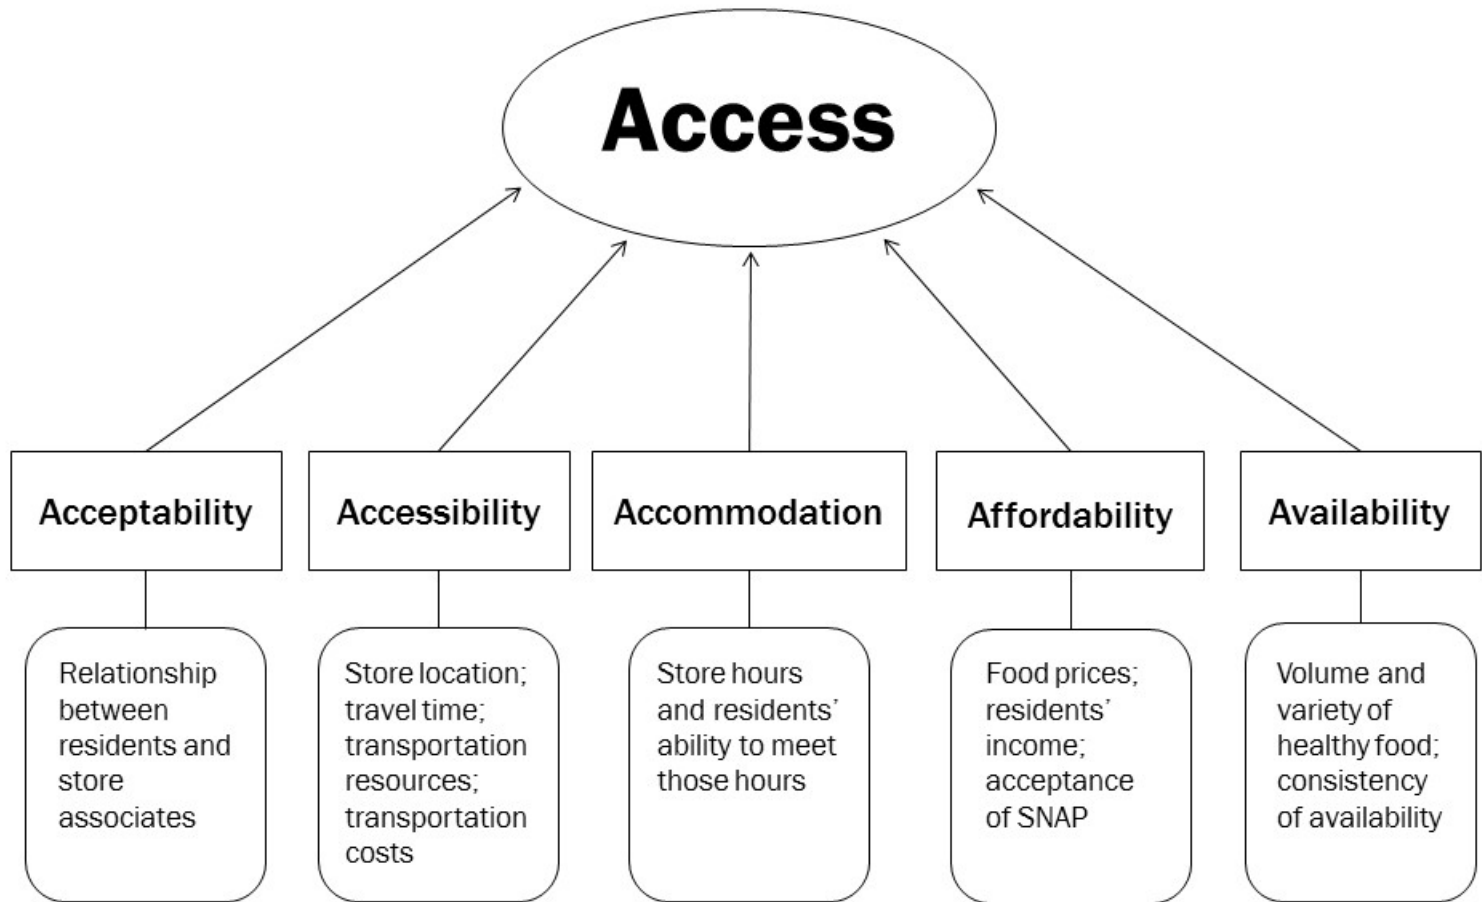 Access
Acceptability
Accessibility
Accommodation
Affordability
Availability
Relationship
between
residents and
store
associates
Store location;
travel time;
transportation
resources;
transportation
costs
Store hours
and residents’
ability to meet
those hours
Food prices;
residents’
income;
acceptance
of SNAP
Volume and
variety of
healthy food;
consistency
of availability